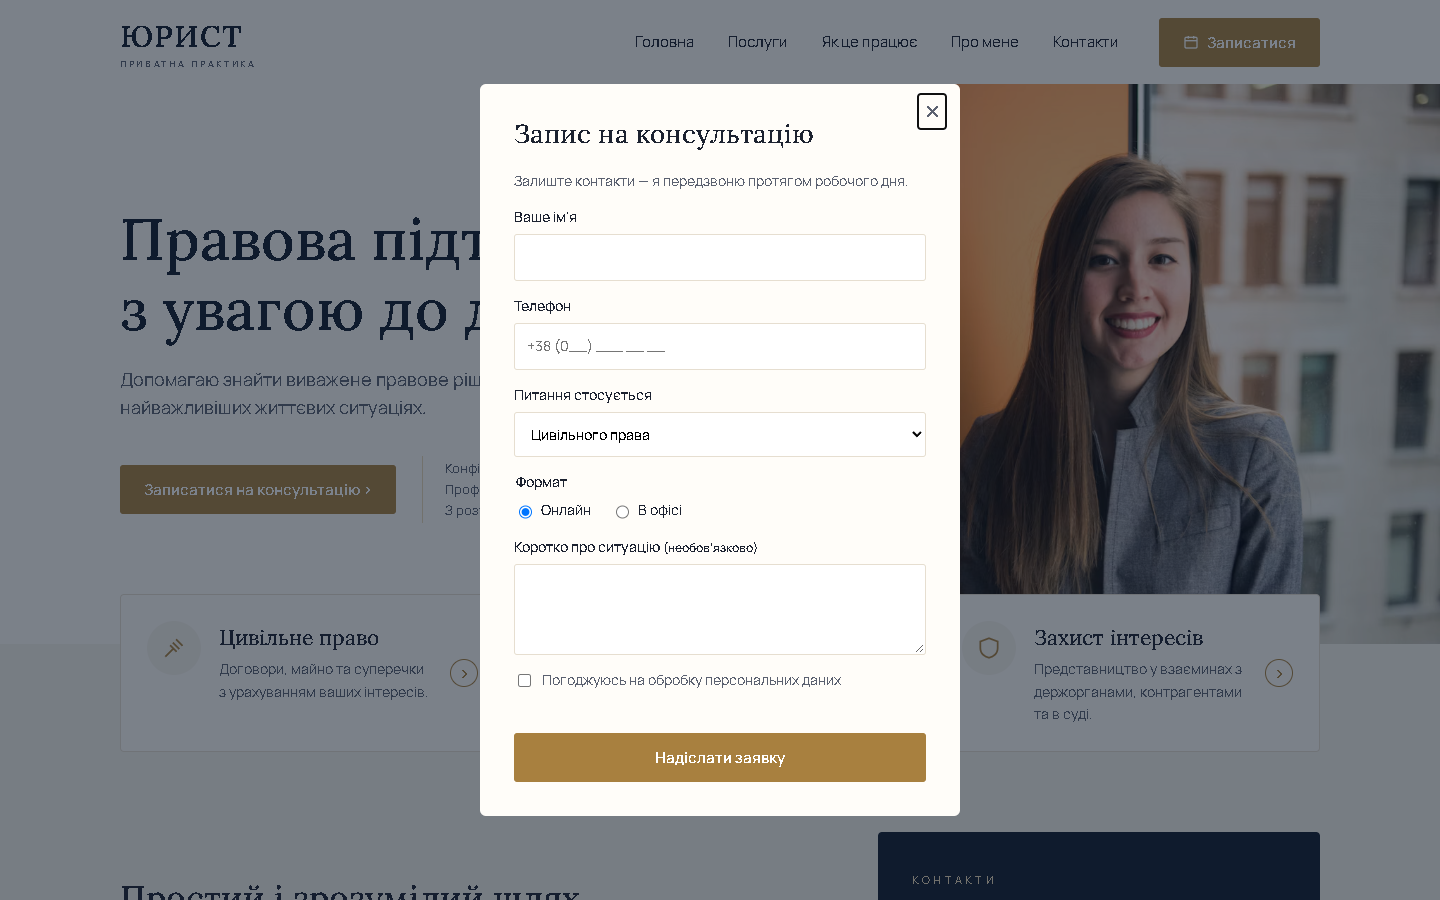 ЮРИСТ
ПРИВАТНА ПРАКТИКА
Головна
Послуги
Як це працює
Про мене
Контакти
Записатися
Запис на консультацію
Залиште контакти — я передзвоню протягом робочого дня.
Ваше ім'я
Телефон
+38 (0__) ___ __ __
Питання стосується
Цивільного права
Формат
Онлайн
В офісі
Коротко про ситуацію (необов'язково)
Погоджуюсь на обробку персональних даних
Надіслати заявку
Правова
з увагою до
Допомагаю знайти виважене правове
найважливіших життєвих ситуаціях.
Записатися на консультацію ›
Цивільне право
Договори, майно та суперечки
з урахуванням ваших інтересів.
Захист інтересів
Представництво у взаєминах з
держорганами, контрагентами
та в суді.
Простий і зрозумілий шлях
КОНТАКТИ